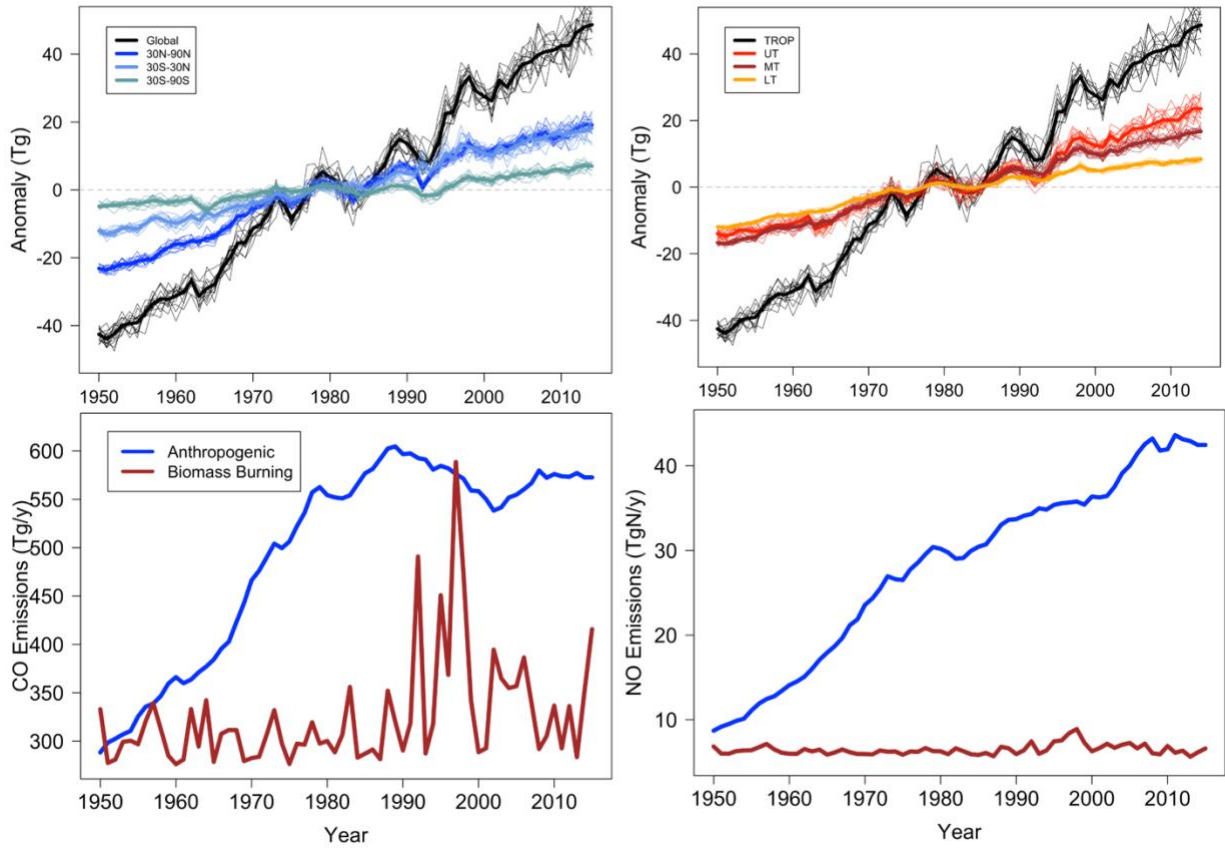 Global
30N-90N
30S-30N
30S-90S
Anomaly (Tg)
40
20
0
-20
-40
1950 1960 1970 1980 1990 2000 2010
TROP
UT
MT
LT
Anomaly (Tg)
40
20
0
-20
-40
1950 1960 1970 1980 1990 2000 2010
Anthropogenic
Biomass Burning
CO Emissions (Tg/y)
600
550
500
450
400
350
300
1950 1960 1970 1980 1990 2000 2010
Year
NO Emissions (TgN/y)
40
30
20
10
1950 1960 1970 1980 1990 2000 2010
Year